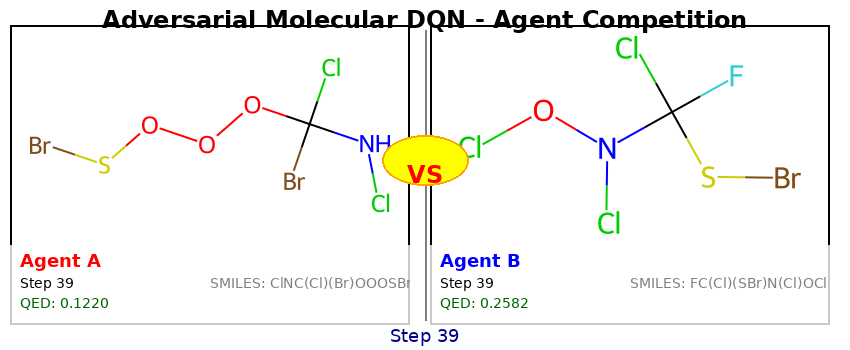 Adversarial Molecular DQN - Agent Competition
Br
S
O
O
O
Cl
Br
NH
Cl
VS
Cl
O
N
Cl
Cl
F
S
Br
Agent A
Step 39
SMILES: ClNC(Cl)(Br)OOOSBr
QED: 0.1220
Agent B
Step 39
SMILES: FC(Cl)(SBr)N(Cl)OCl
QED: 0.2582
Step 39